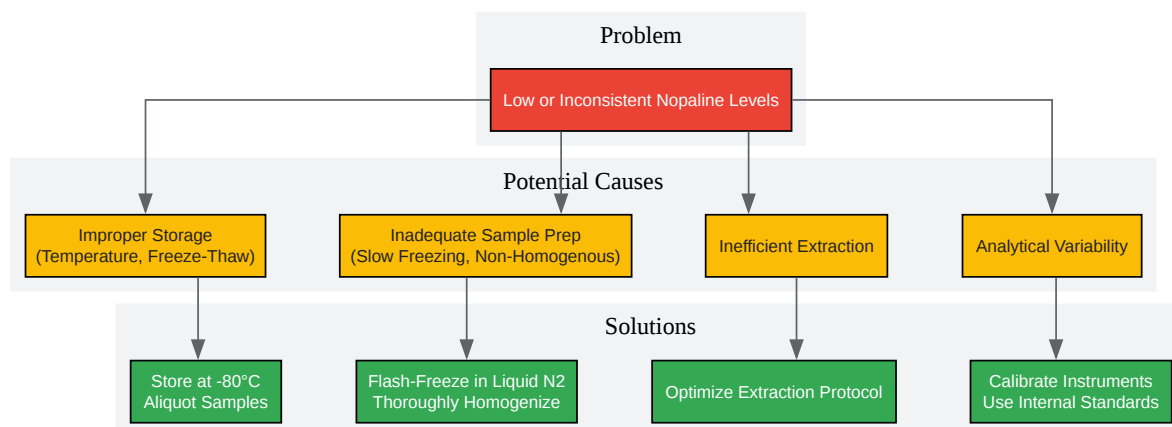 Problem
Low or Inconsistent Nopaline Levels
Potential Causes
Improper Storage
(Temperature, Freeze-Thaw)
Inadequate Sample Prep
(Slow Freezing, Non-Homogenous)
Inefficient Extraction
Analytical Variability
Solutions
Store at -80°C
Aliquot Samples
Flash-Freeze in Liquid N2
Thoroughly Homogenize
Optimize Extraction Protocol
Calibrate Instruments
Use Internal Standards